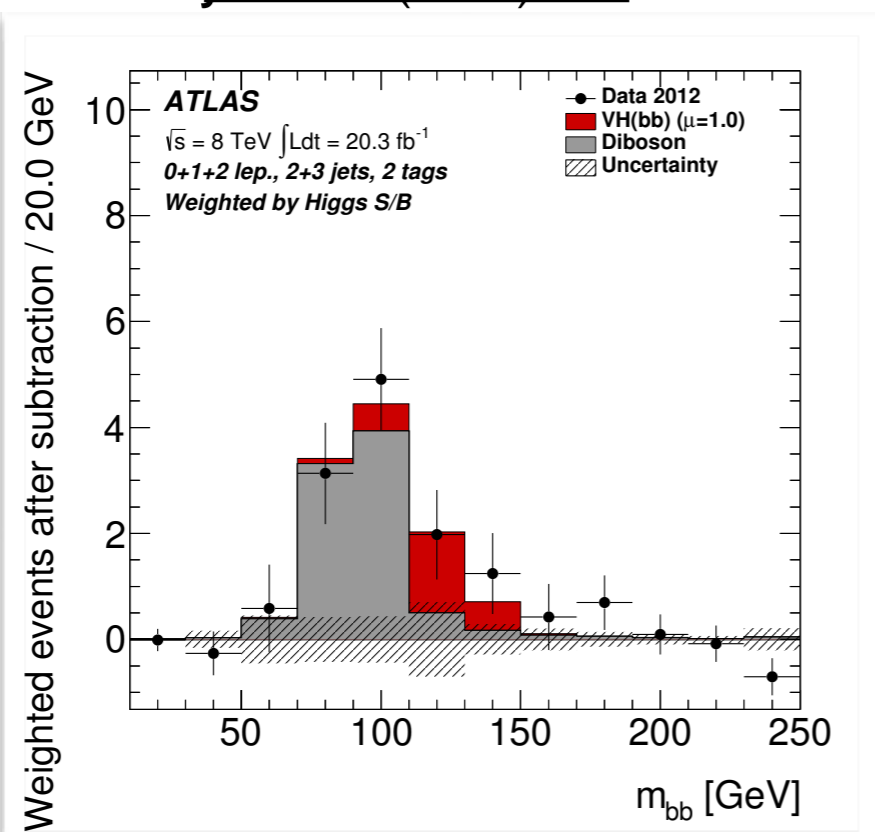 ATLAS
√s = 8 TeV ∫Ldt = 20.3 fb⁻¹
0+1+2 lep., 2+3 jets, 2 tags
Weighted by Higgs S/B
Data 2012
VH(bb) (μ=1.0)
Diboson
Uncertainty
Weighted events after subtraction / 20.0 GeV
10
8
6
4
2
0
50 100 150 200 250
m_bb [GeV]